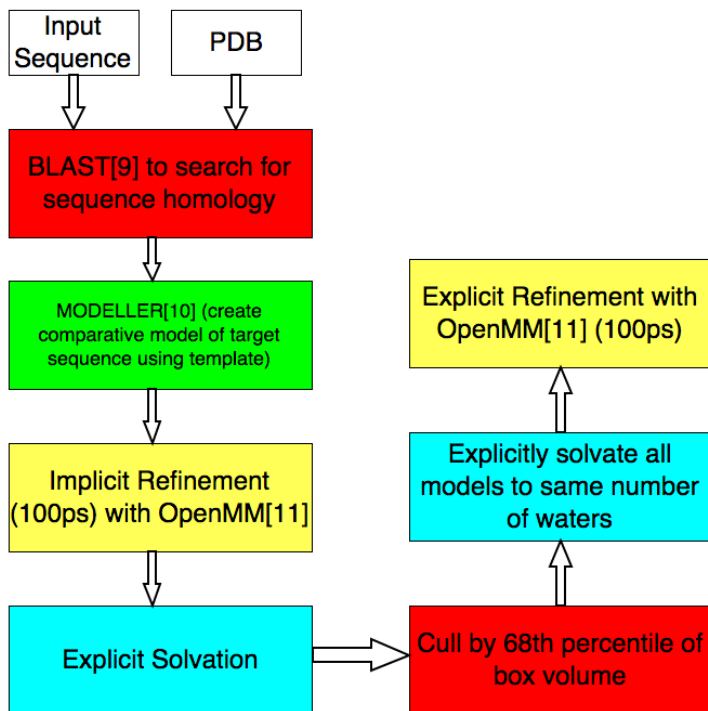 Input
Sequence
PDB
BLAST[9] to search for
sequence homology
MODELLER[10] (create
comparative model of target
sequence using template)
Implicit Refinement
(100ps) with OpenMM[11]
Explicit Solvation
Cull by 68th percentile of
box volume
Explicitly solvate all
models to same number
of waters
Explicit Refinement with
OpenMM[11] (100ps)